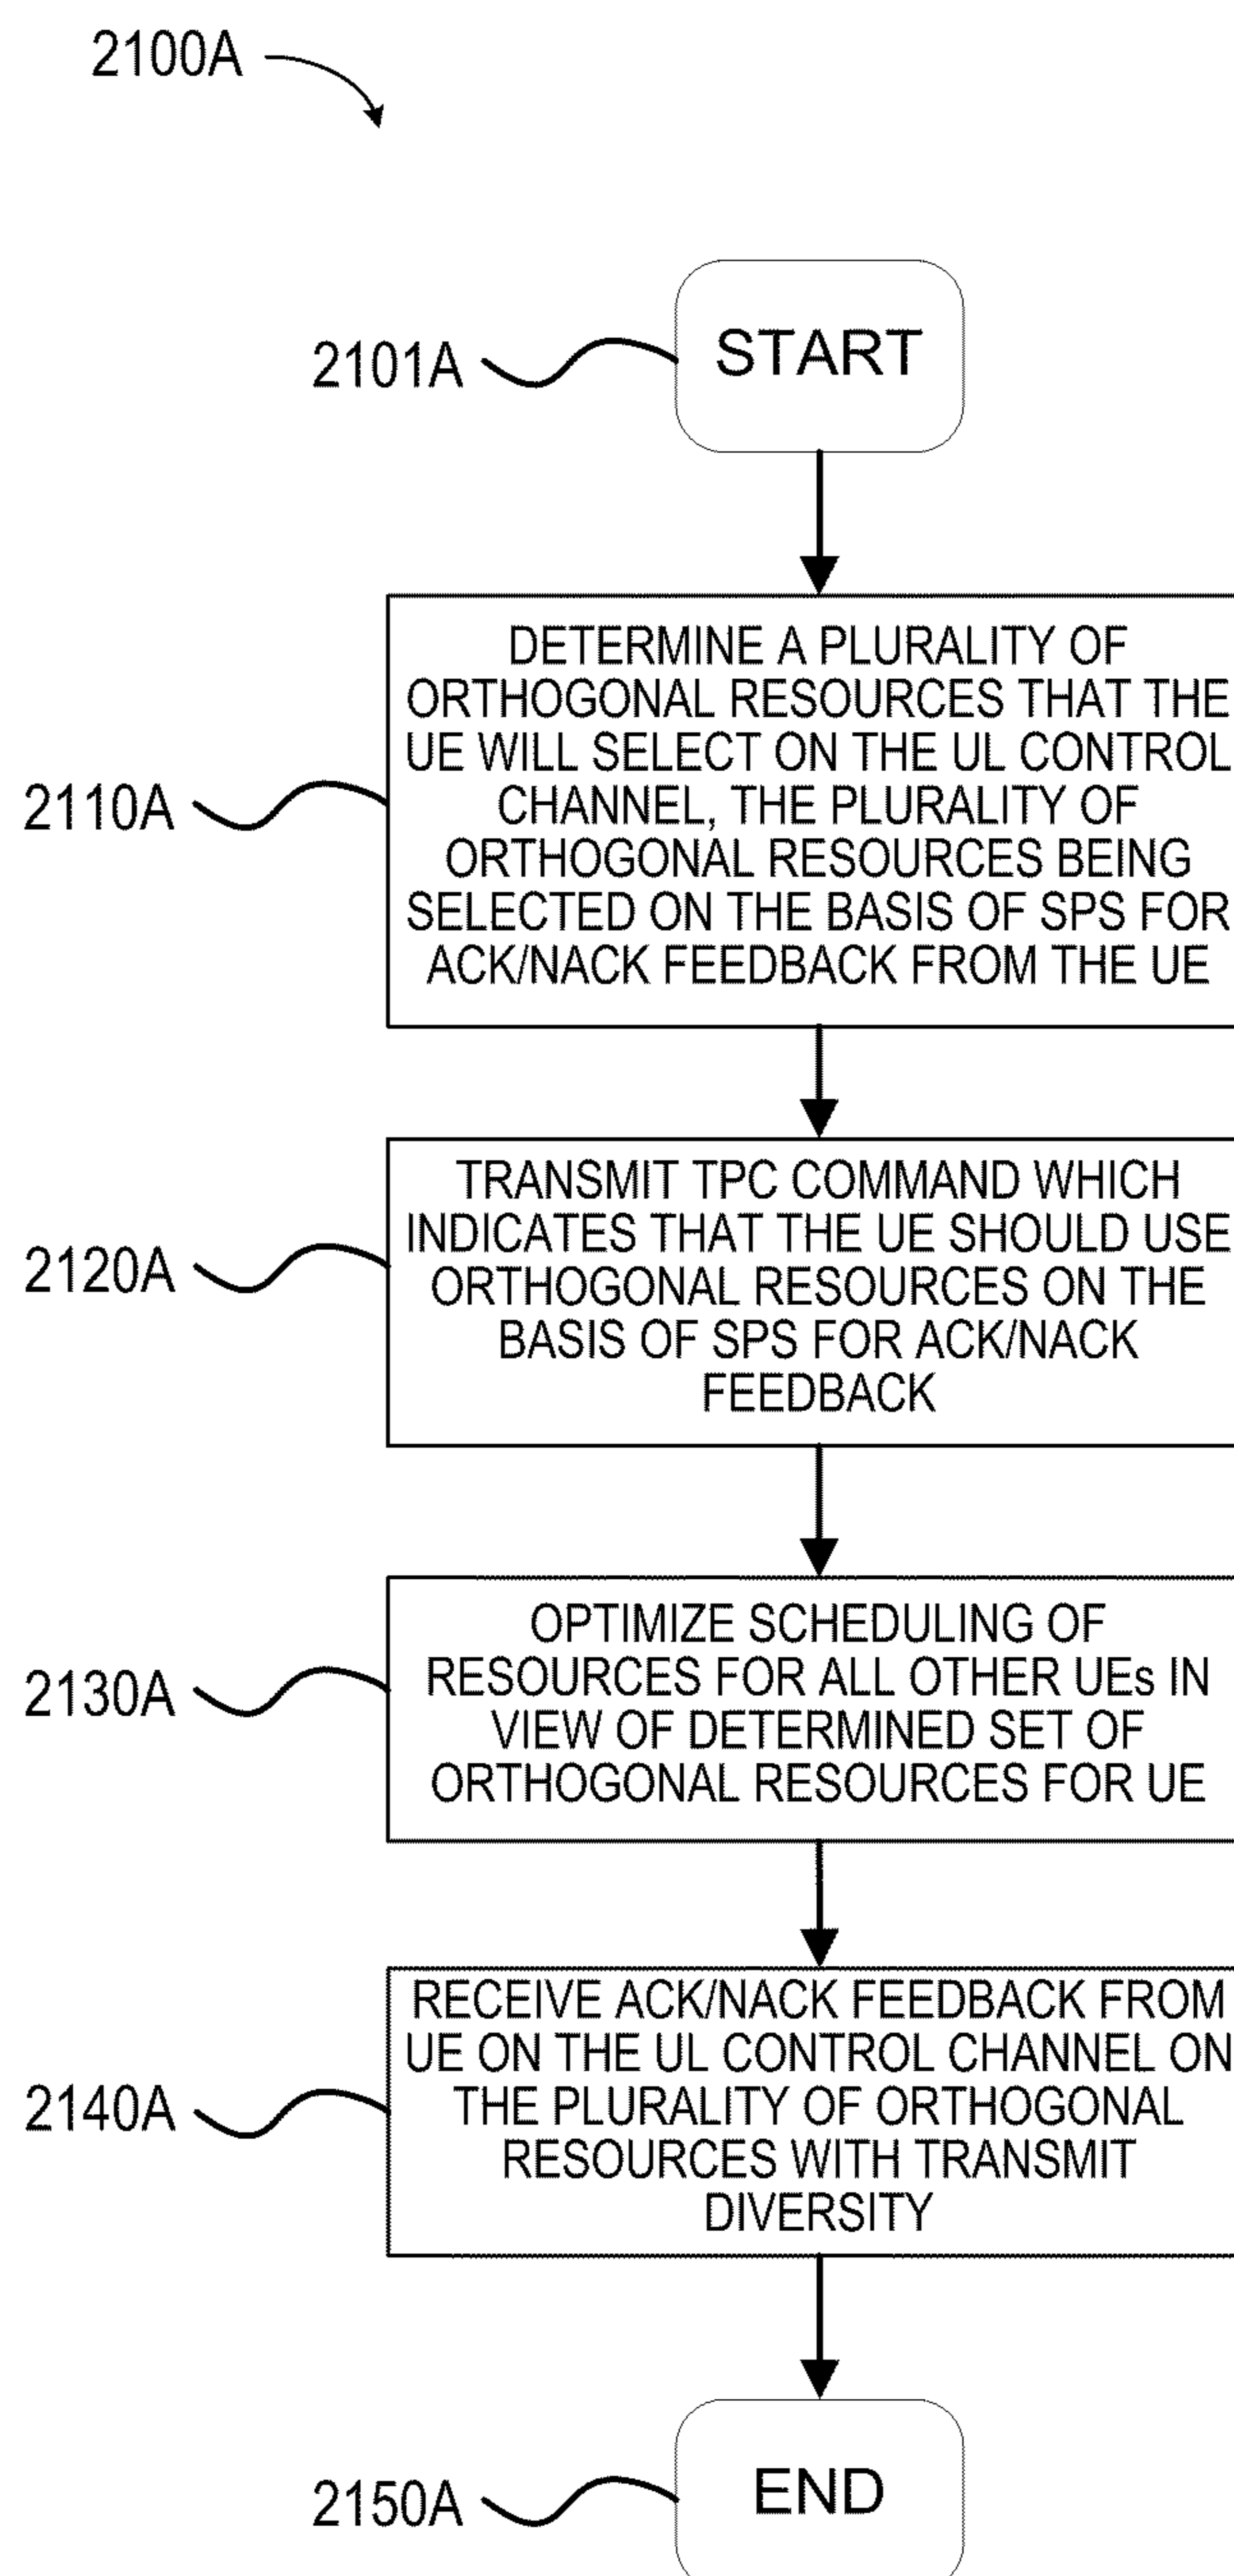 2100A
2101A
START
2110A
DETERMINE A PLURALITY OF
ORTHOGONAL RESOURCES THAT THE
UE WILL SELECT ON THE UL CONTROL
CHANNEL, THE PLURALITY OF
ORTHOGONAL RESOURCES BEING
SELECTED ON THE BASIS OF SPS FOR
ACK/NACK FEEDBACK FROM THE UE
2120A
TRANSMIT TPC COMMAND WHICH
INDICATES THAT THE UE SHOULD USE
ORTHOGONAL RESOURCES ON THE
BASIS OF SPS FOR ACK/NACK
FEEDBACK
2130A
OPTIMIZE SCHEDULING OF
RESOURCES FOR ALL OTHER UEs IN
VIEW OF DETERMINED SET OF
ORTHOGONAL RESOURCES FOR UE
2140A
RECEIVE ACK/NACK FEEDBACK FROM
UE ON THE UL CONTROL CHANNEL ON
THE PLURALITY OF ORTHOGONAL
RESOURCES WITH TRANSMIT
DIVERSITY
2150A
END